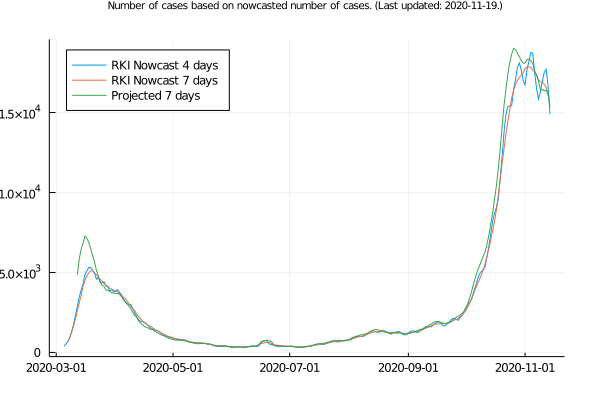 Number of cases based on nowcasted number of cases. (Last updated: 2020-11-19.)
RKI Nowcast 4 days
RKI Nowcast 7 days
Projected 7 days
1.5×10⁴
1.0×10⁴
5.0×10³
0
2020-03-01 2020-05-01 2020-07-01 2020-09-01 2020-11-01